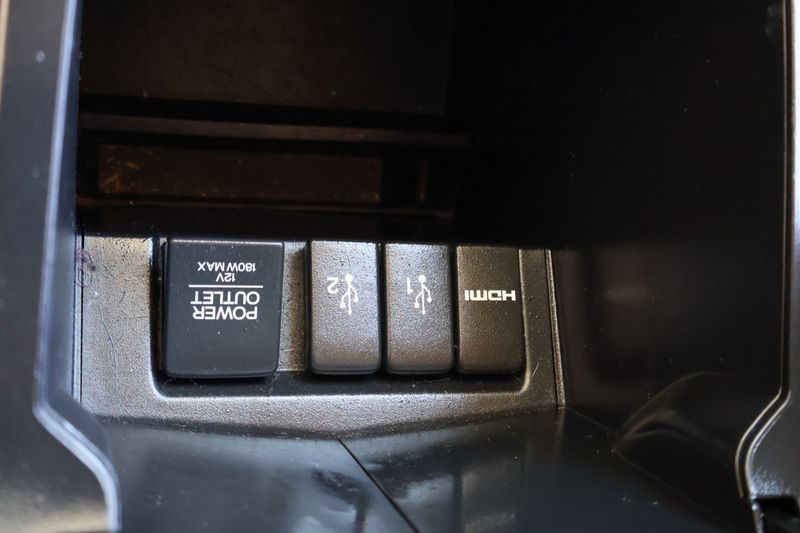 POWER
OUTLET
12V
180W MAX
2
1
HDMI